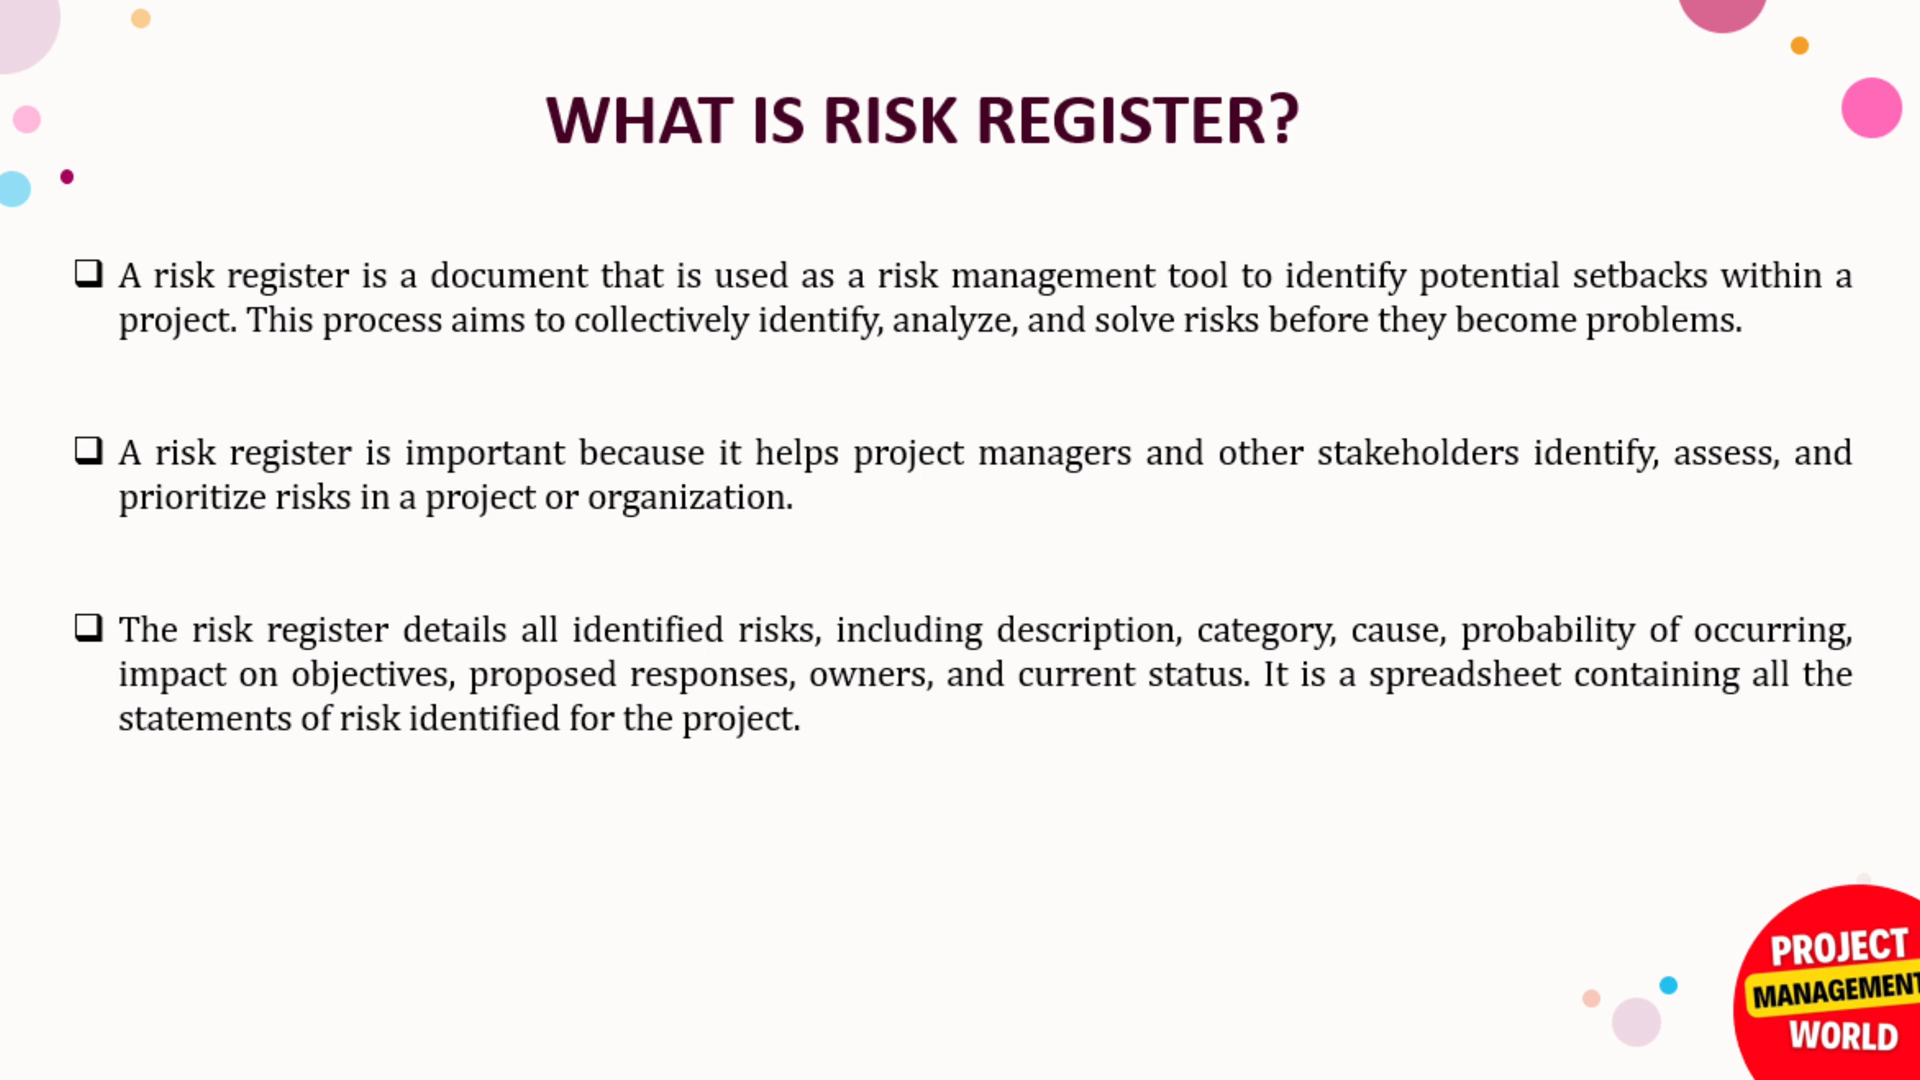 WHAT IS RISK REGISTER?
A risk register is a document that is used as a risk management tool to identify potential setbacks within a
project. This process aims to collectively identify, analyze, and solve risks before they become problems.
A risk register is important because it helps project managers and other stakeholders identify, assess, and
prioritize risks in a project or organization.
The risk register details all identified risks, including description, category, cause, probability of occurring,
impact on objectives, proposed responses, owners, and current status. It is a spreadsheet containing all the
statements of risk identified for the project.
PROJECT
MANAGEMENT
WORLD